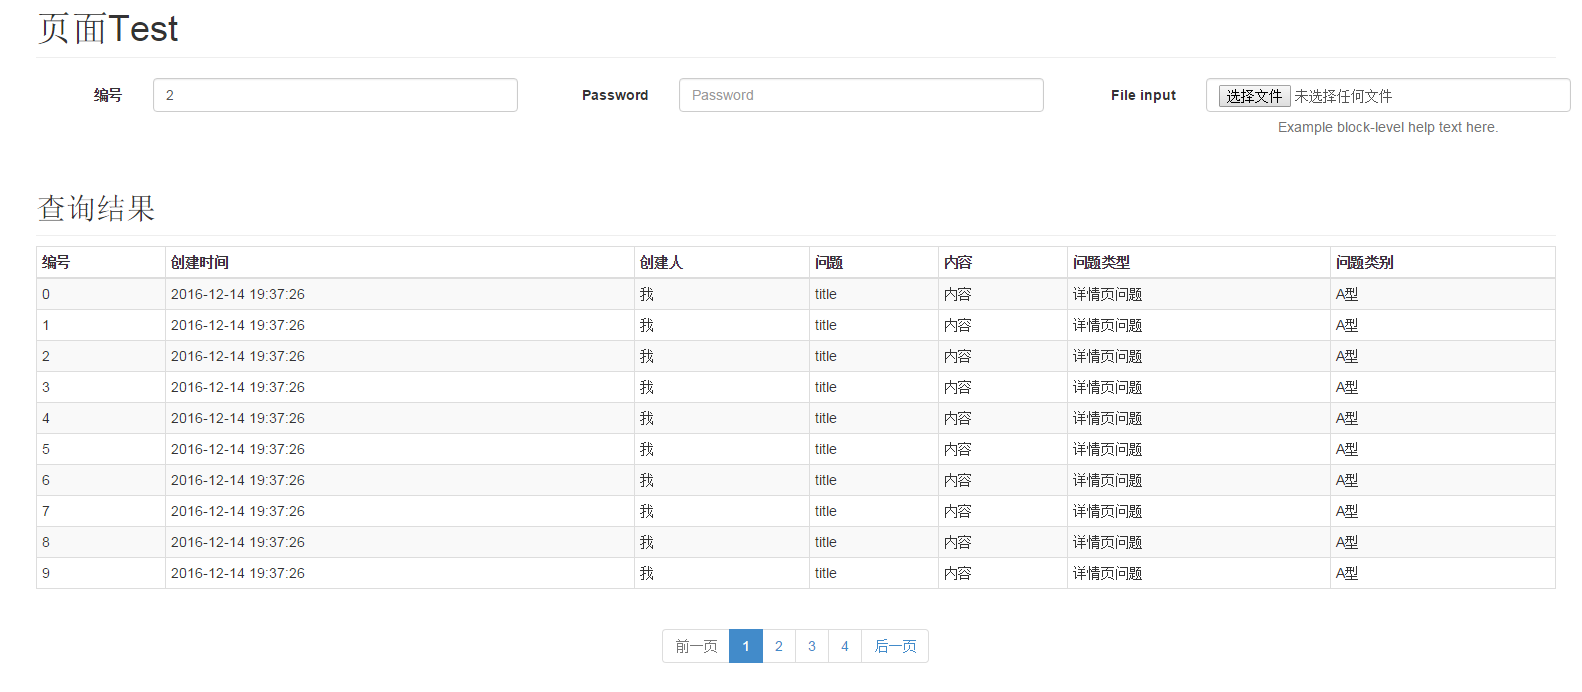 页面Test
编号 2 Password Password File input 选择文件 未选择任何文件
Example block-level help text here.
查询结果
编号 创建时间 创建人 问题 内容 问题类型 问题类别
0 2016-12-14 19:37:26 我 title 内容 详情页问题 A型
1 2016-12-14 19:37:26 我 title 内容 详情页问题 A型
2 2016-12-14 19:37:26 我 title 内容 详情页问题 A型
3 2016-12-14 19:37:26 我 title 内容 详情页问题 A型
4 2016-12-14 19:37:26 我 title 内容 详情页问题 A型
5 2016-12-14 19:37:26 我 title 内容 详情页问题 A型
6 2016-12-14 19:37:26 我 title 内容 详情页问题 A型
7 2016-12-14 19:37:26 我 title 内容 详情页问题 A型
8 2016-12-14 19:37:26 我 title 内容 详情页问题 A型
9 2016-12-14 19:37:26 我 title 内容 详情页问题 A型
前一页 1 2 3 4 后一页